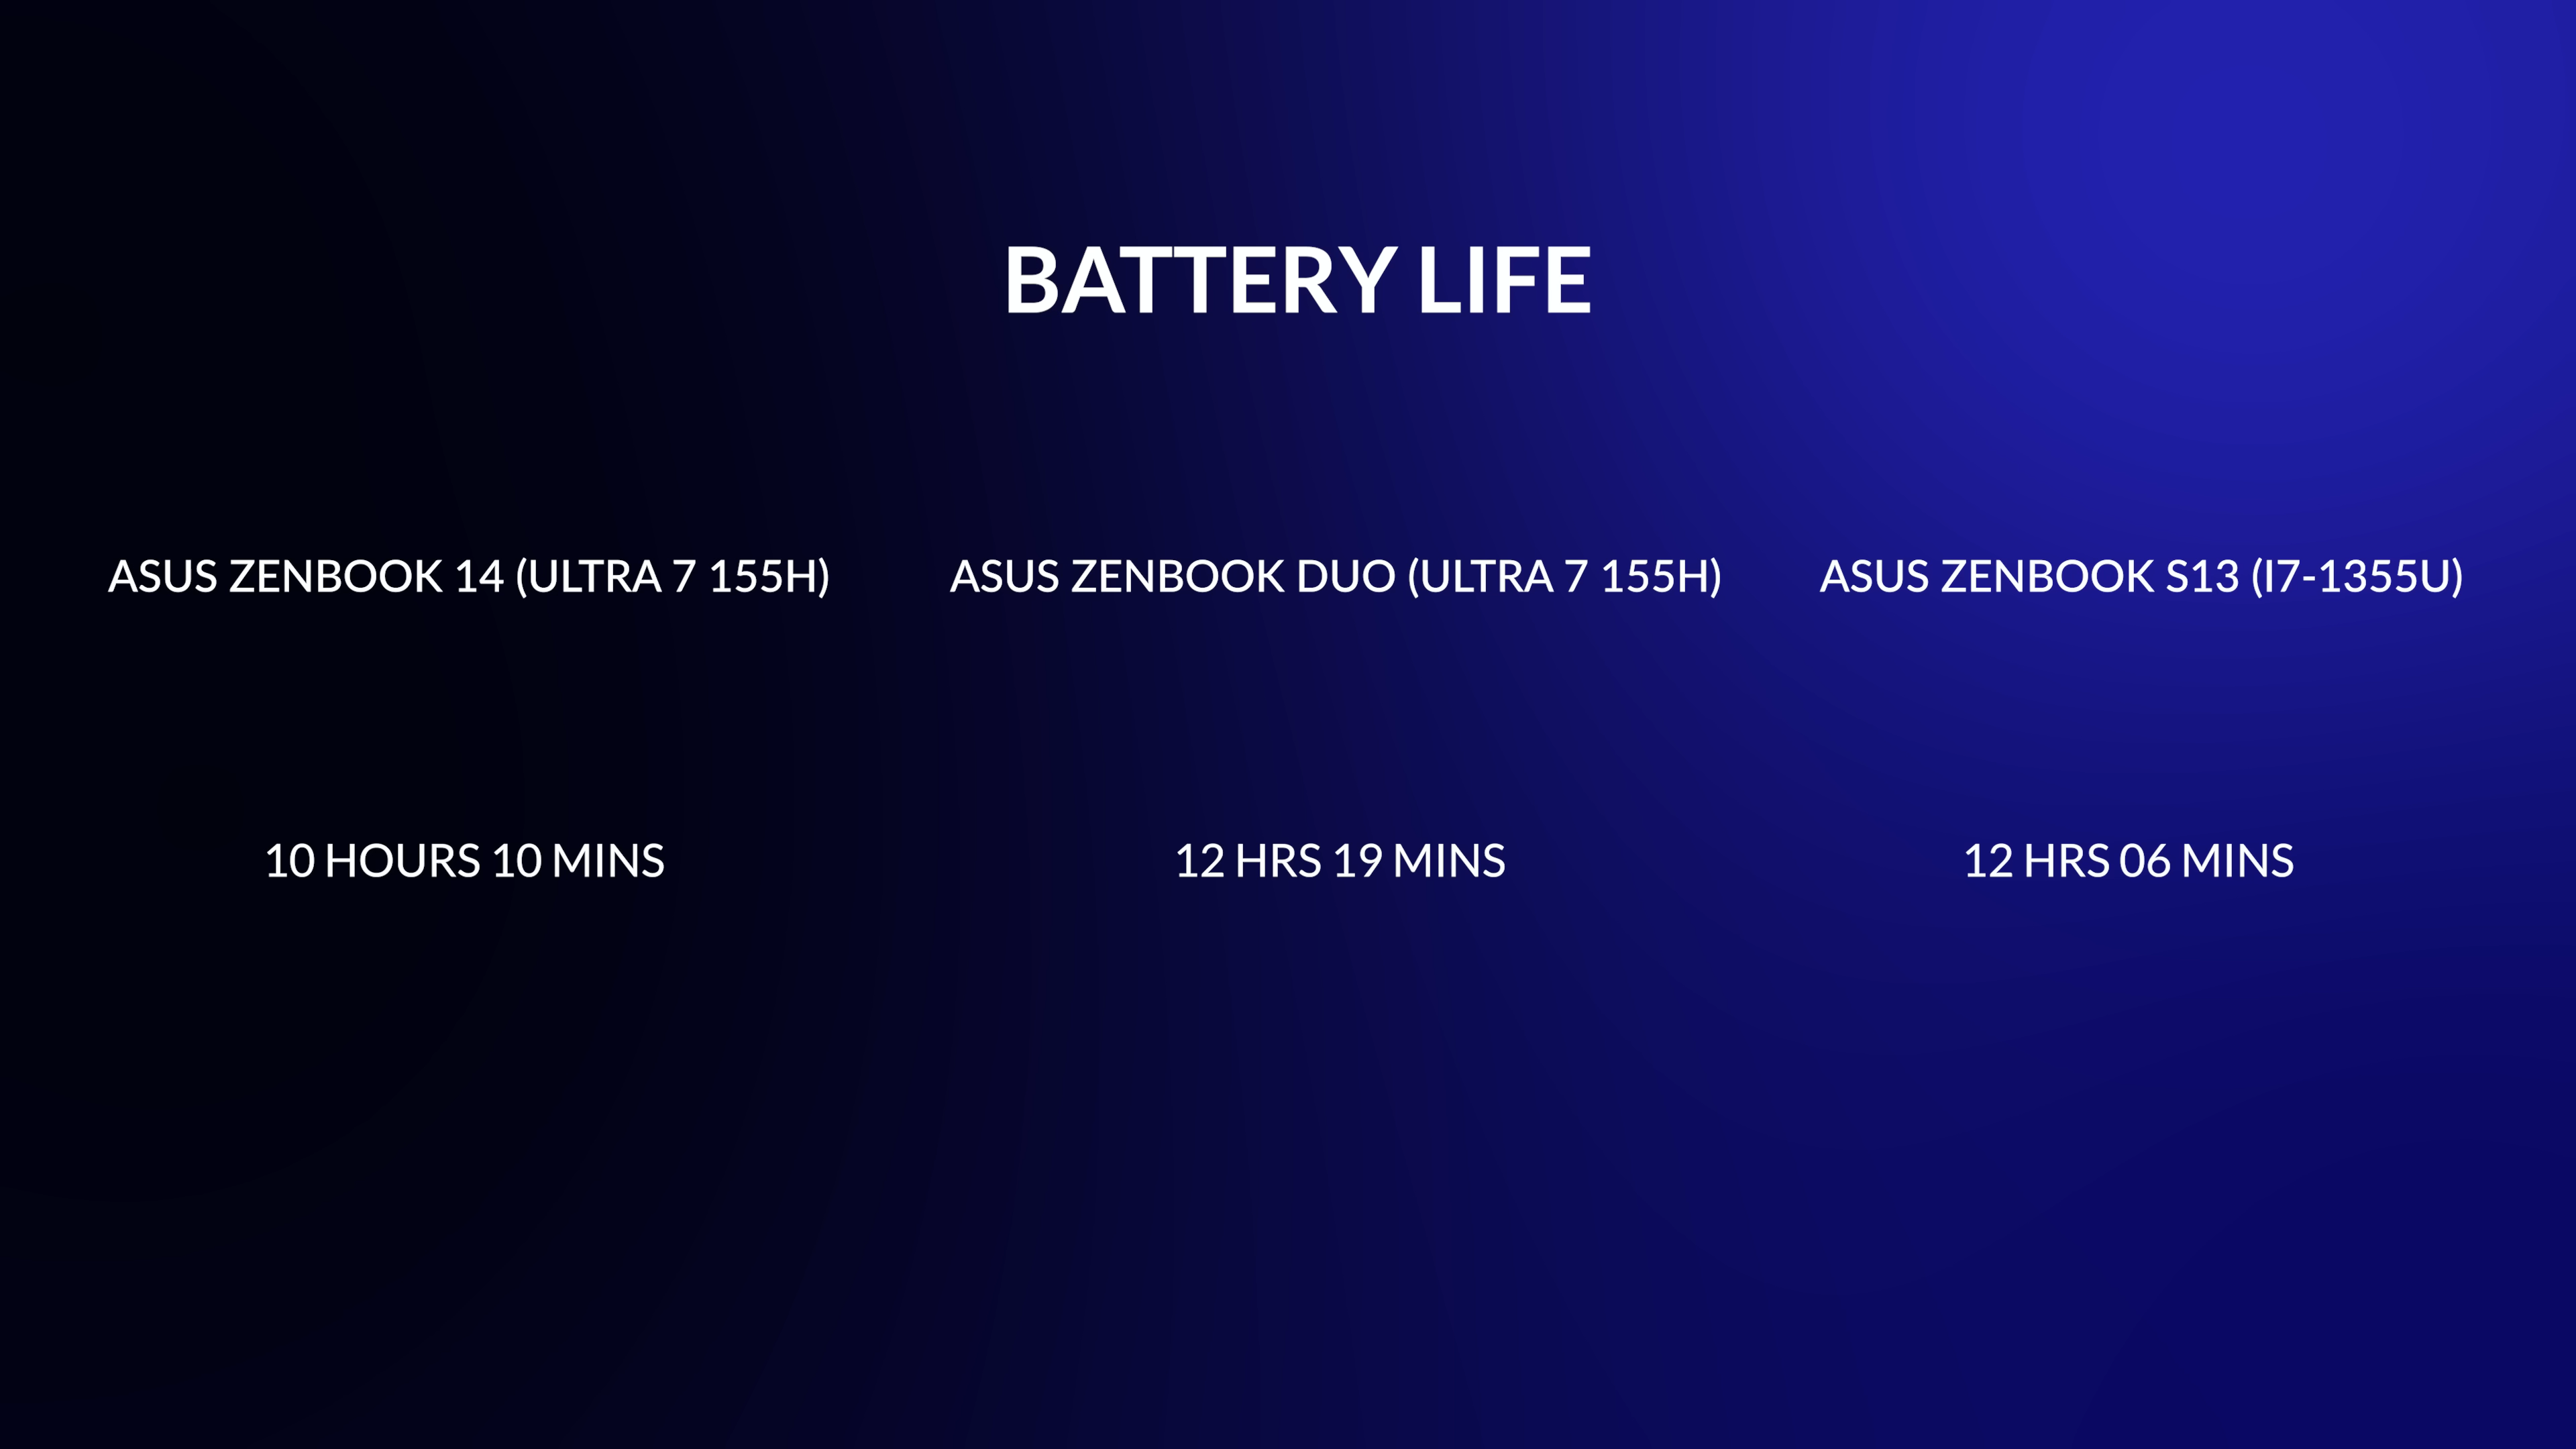 BATTERY LIFE
ASUS ZENBOOK 14 (ULTRA 7 155H)
ASUS ZENBOOK DUO (ULTRA 7 155H)
ASUS ZENBOOK S13 (I7-1355U)
10 HOURS 10 MINS
12 HRS 19 MINS
12 HRS 06 MINS